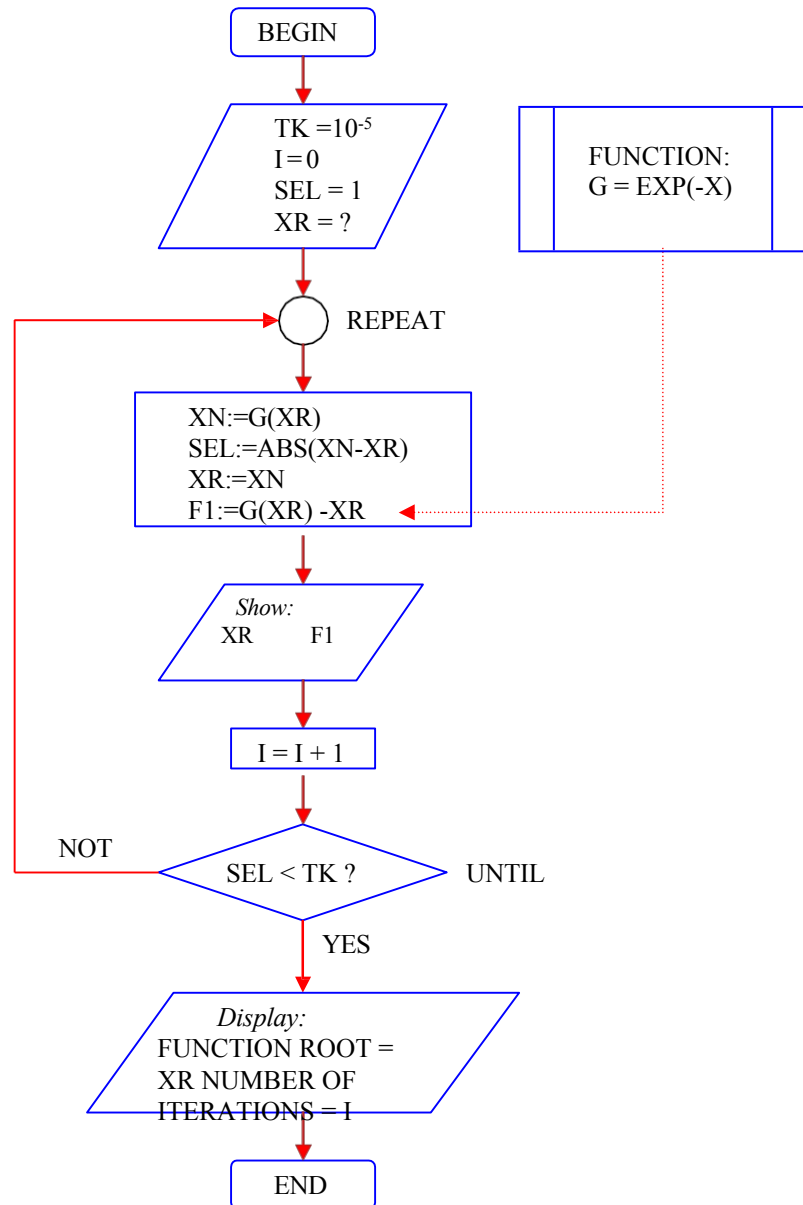 BEGIN
TK =10⁻⁵
I = 0
SEL = 1
XR = ?
FUNCTION:
G = EXP(-X)
REPEAT
XN:=G(XR)
SEL:=ABS(XN-XR)
XR:=XN
F1:=G(XR) -XR
Show:
XR F1
I = I + 1
NOT
SEL < TK ?
UNTIL
YES
Display:
FUNCTION ROOT =
XR NUMBER OF
ITERATIONS = I
END